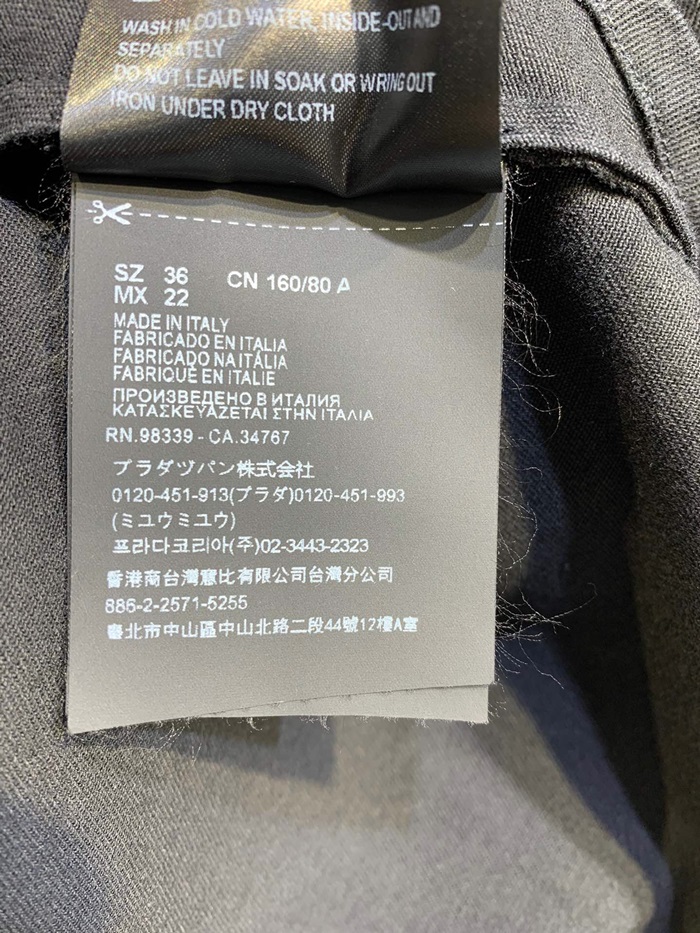 WASH IN COLD WATER, INSIDE-OUT AND
SEPARATELY
DO NOT LEAVE IN SOAK OR WRING OUT
IRON UNDER DRY CLOTH
SZ 36 CN 160/80 A
MX 22
MADE IN ITALY
FABRICADO EN ITALIA
FABRICADO NA ITÁLIA
FABRIQUÉ EN ITALIE
ПРОИЗВЕДЕНО В ИТАЛИЯ
ΚΑΤΑΣΚΕΥΑΖΕΤΑΙ ΣΤΗΝ ΙΤΑΛΙΑ
RN.98339 - CA.34767
プラダヅパン株式会社
0120-451-913(プラダ)0120-451-993
(ミユウミユウ)
프라다코리아(주)02-3443-2323
香港商台灣意比有限公司台灣分公司
886-2-2571-5255
臺北市中山區中山北路二段44號12樓A室